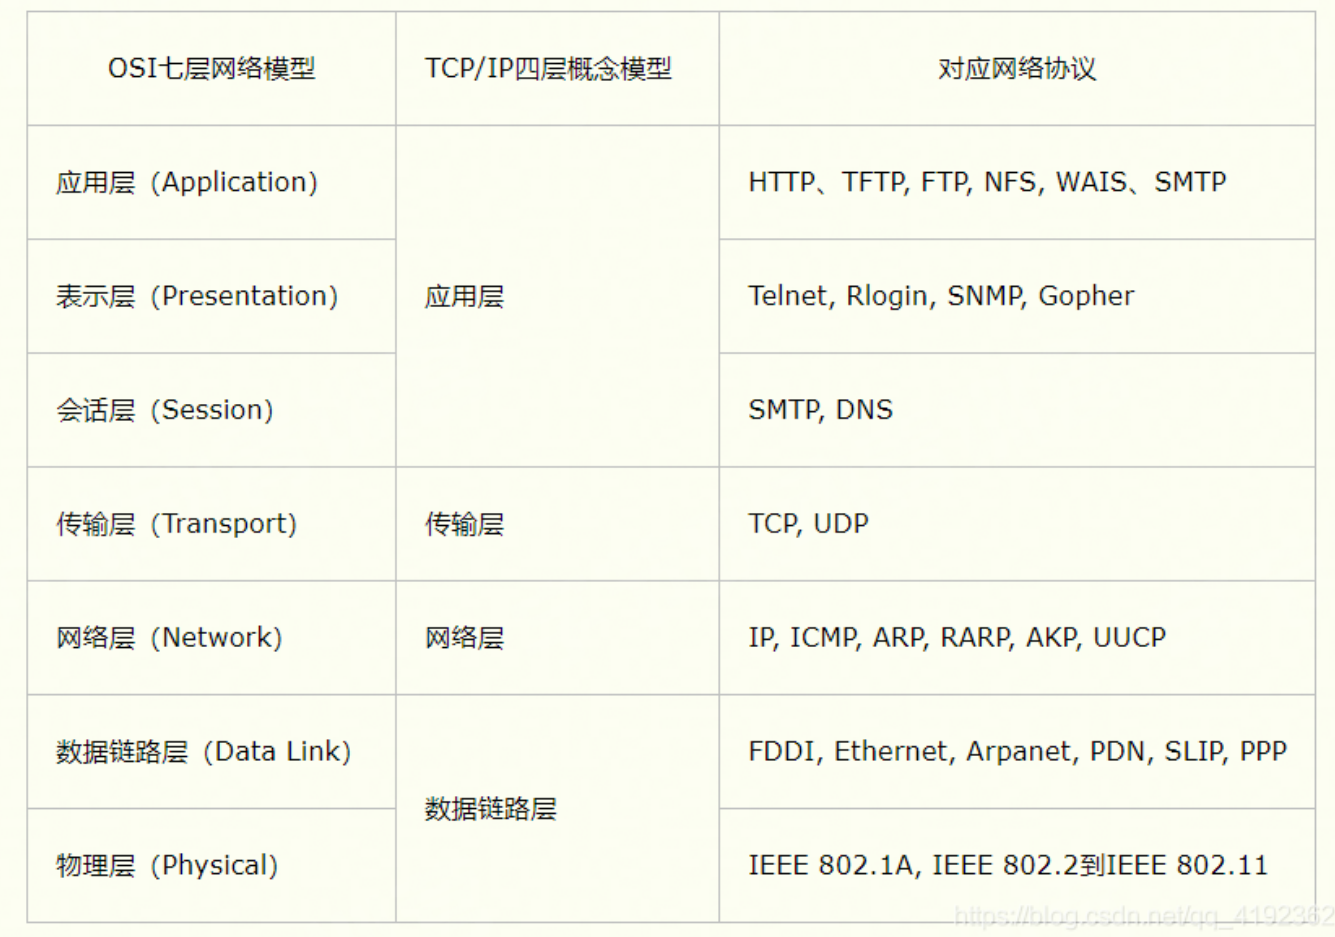 OSI七层网络模型 TCP/IP四层概念模型 对应网络协议
应用层（Application） HTTP、TFTP, FTP, NFS, WAIS、SMTP
表示层（Presentation） 应用层 Telnet, Rlogin, SNMP, Gopher
会话层（Session） SMTP, DNS
传输层（Transport） 传输层 TCP, UDP
网络层（Network） 网络层 IP, ICMP, ARP, RARP, AKP, UUCP
数据链路层（Data Link） FDDI, Ethernet, Arpanet, PDN, SLIP, PPP
数据链路层
物理层（Physical） IEEE 802.1A, IEEE 802.2到IEEE 802.11
https://blog.csdn.net/qq_4192362